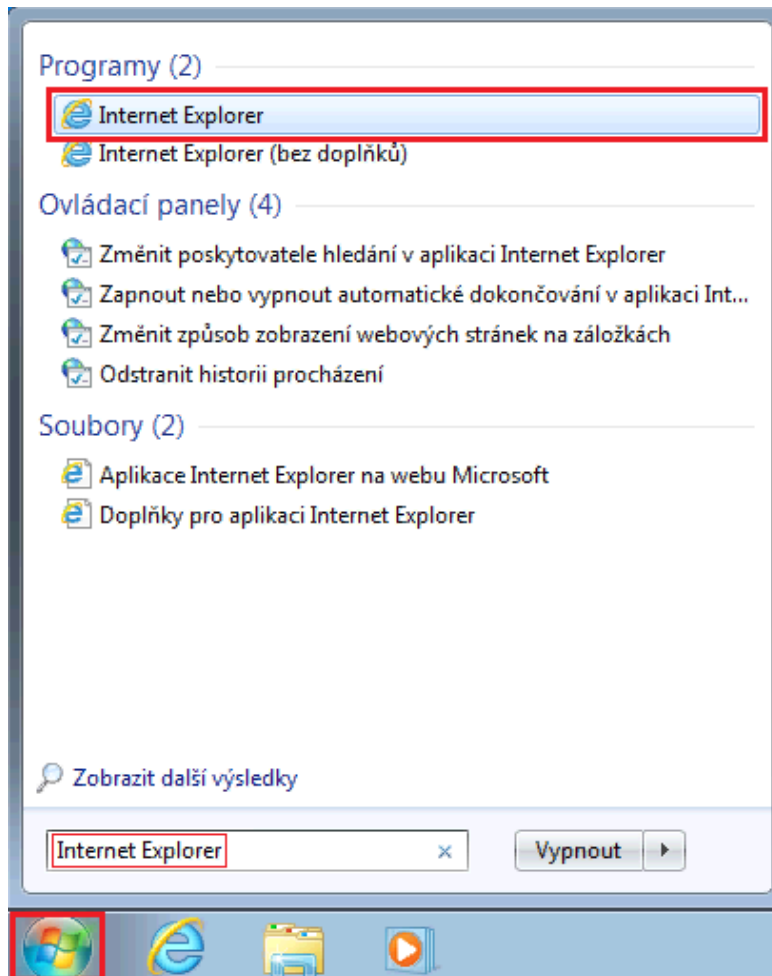 Programy (2)
Internet Explorer
Internet Explorer (bez doplňků)
Ovládací panely (4)
Změnit poskytovatele hledání v aplikaci Internet Explorer
Zapnout nebo vypnout automatické dokončování v aplikaci Int...
Změnit způsob zobrazení webových stránek na záložkách
Odstranit historii procházení
Soubory (2)
Aplikace Internet Explorer na webu Microsoft
Doplňky pro aplikaci Internet Explorer
Zobrazit další výsledky
Internet Explorer
Vypnout